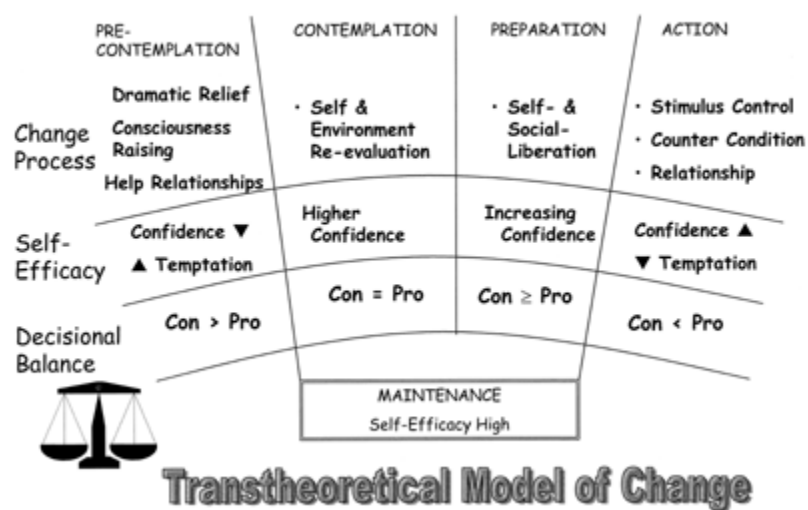 PRE-
CONTEMPLATION
CONTEMPLATION
PREPARATION
ACTION
Change
Process
Dramatic Relief
Consciousness
Raising
Help Relationships
· Self &
Environment
Re-evaluation
· Self- &
Social-
Liberation
· Stimulus Control
· Counter Condition
· Relationship
Self-
Efficacy
Confidence ▼
▲ Temptation
Higher
Confidence
Increasing
Confidence
Confidence ▲
▼ Temptation
Decisional
Balance
Con > Pro
Con = Pro
Con ≥ Pro
Con < Pro
MAINTENANCE
Self-Efficacy High
Transtheoretical Model of Change